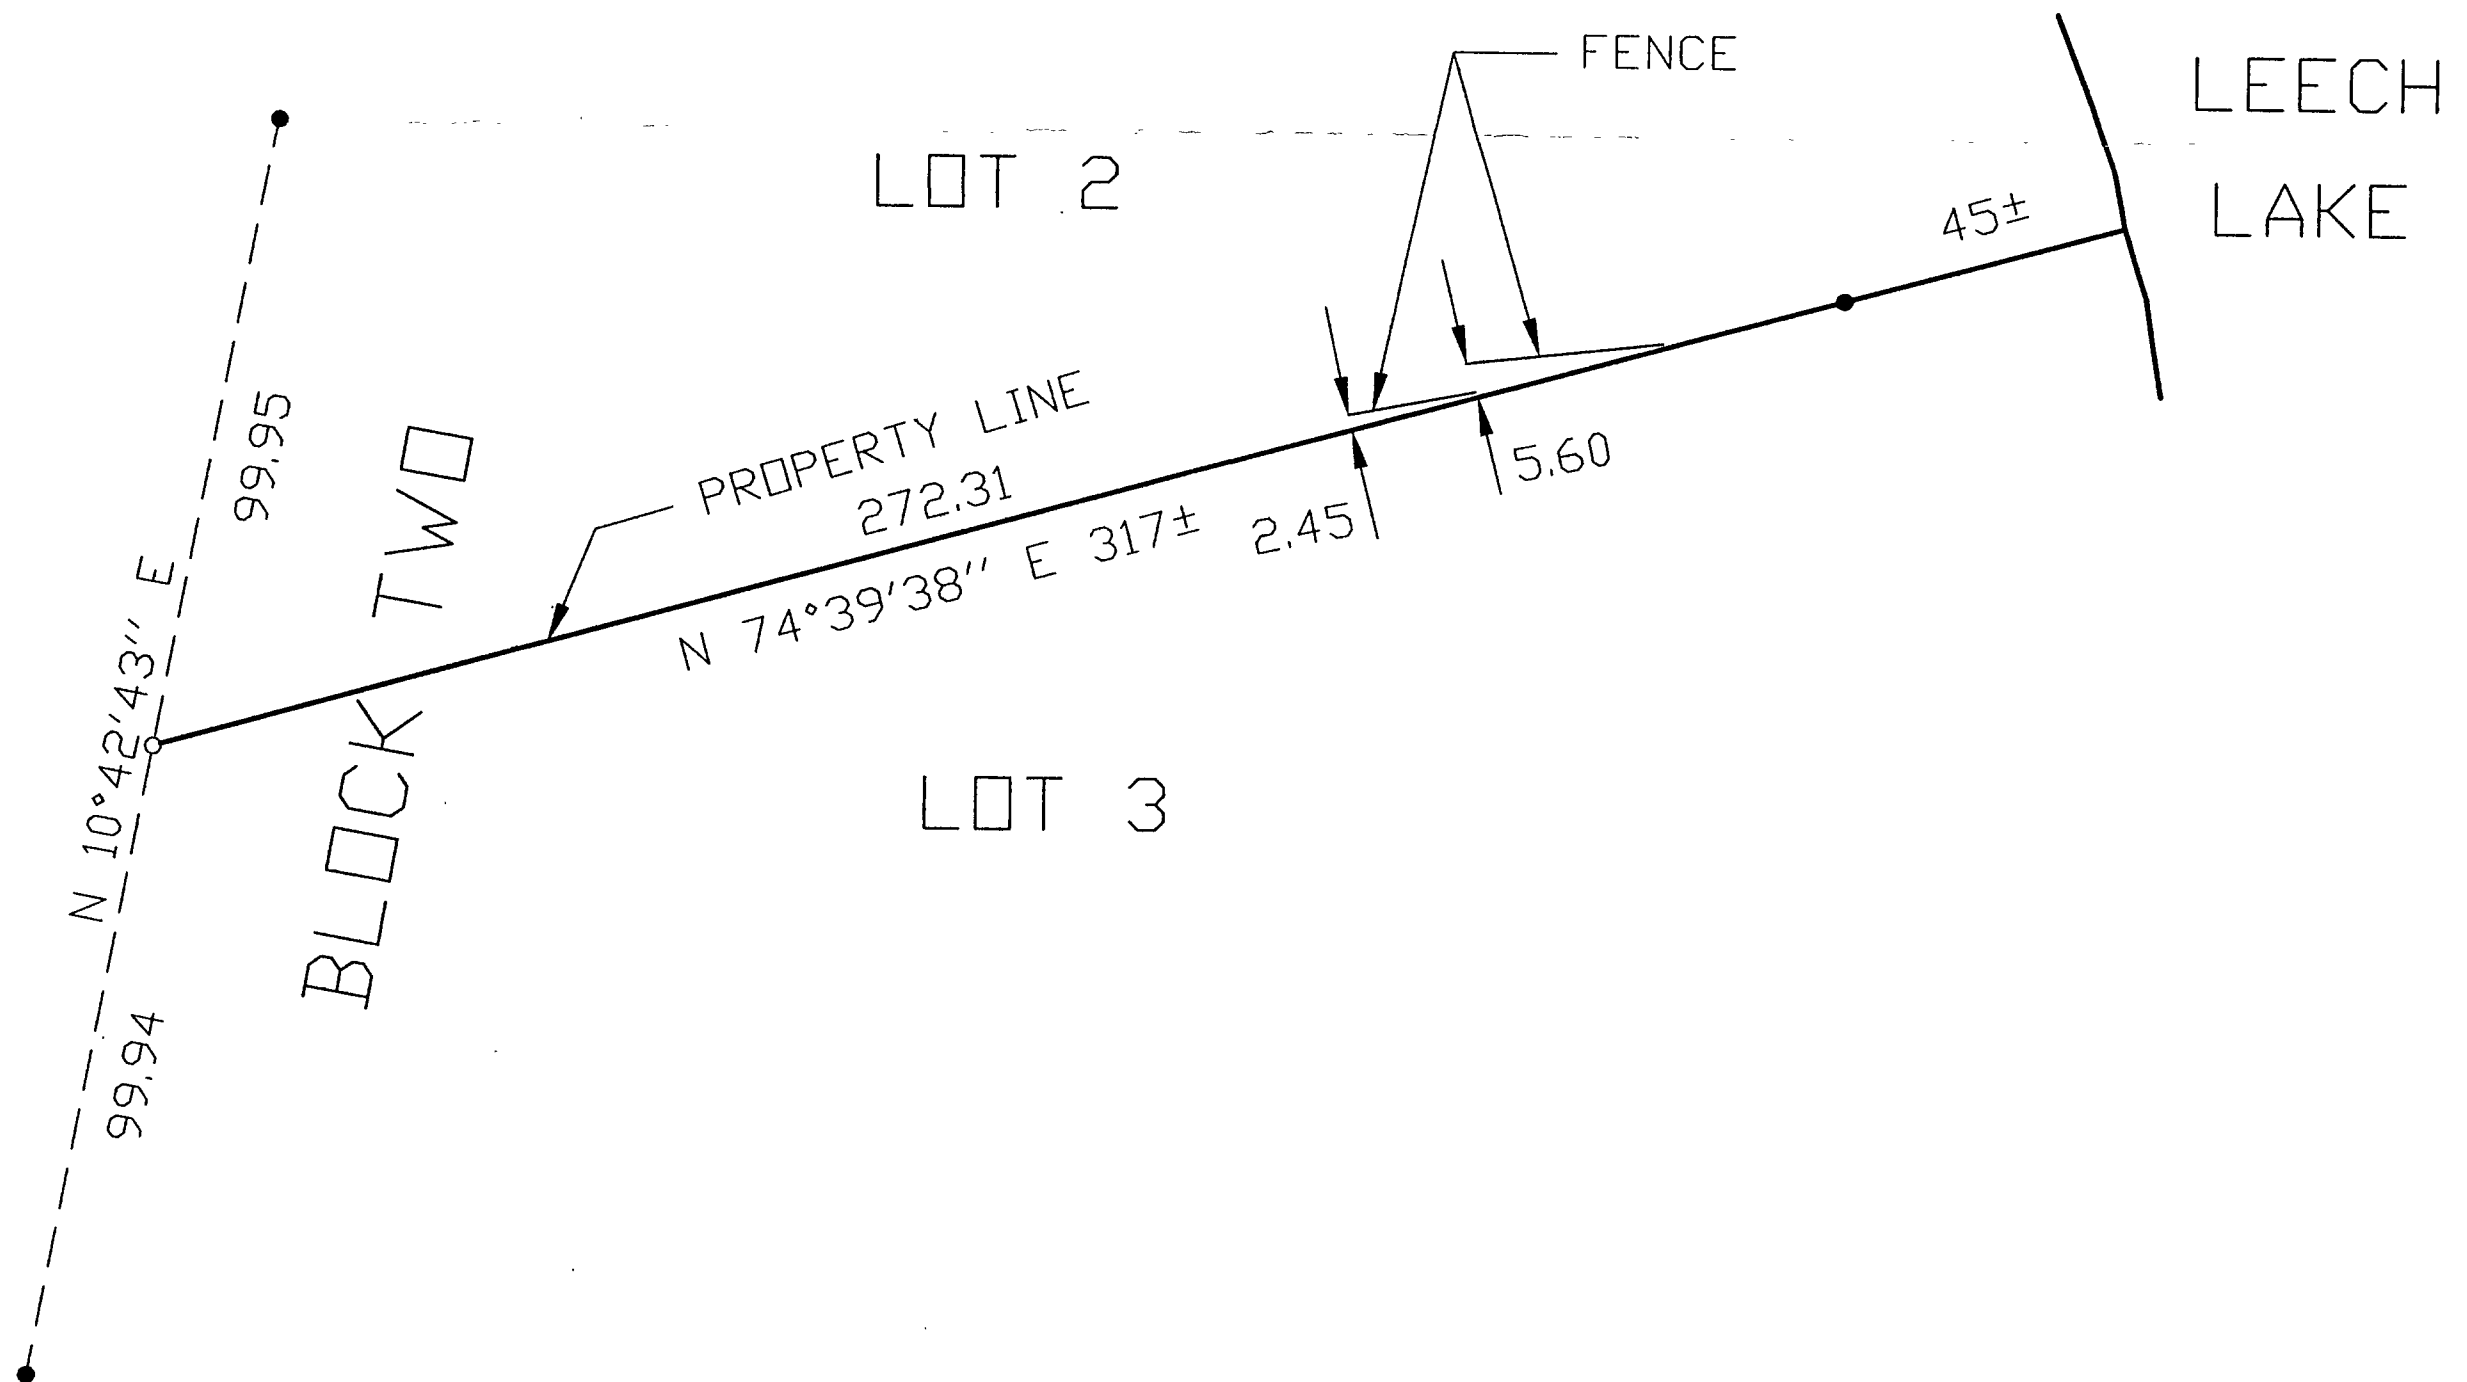 FENCE
LEECH
LAKE
LOT 2
45±
99.95
BLOCK TWO
PROPERTY LINE
272.31
N 74°39'38" E 317±
2.45
5.60
N 10°42'43" E
LOT 3
99.94